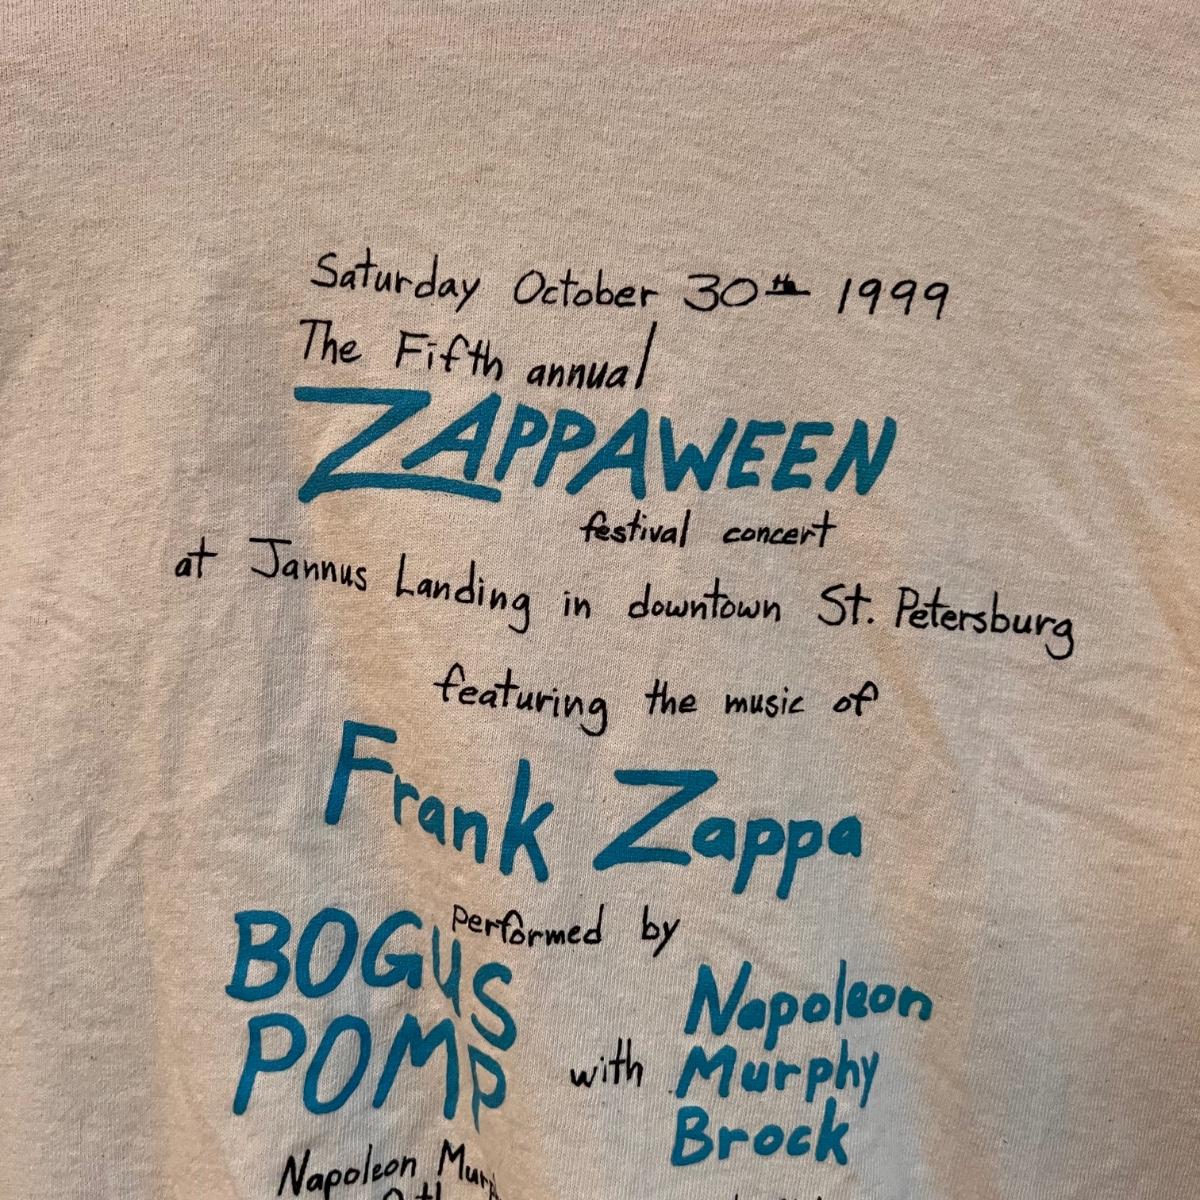 Saturday October 30th 1999
The Fifth annual
ZAPPAWEEN
festival concert
at Jannus Landing in downtown St. Petersburg
featuring the music of
Frank Zappa
performed by
BOGUS
POMP
with
Napoleon
Murphy
Brock
Napoleon